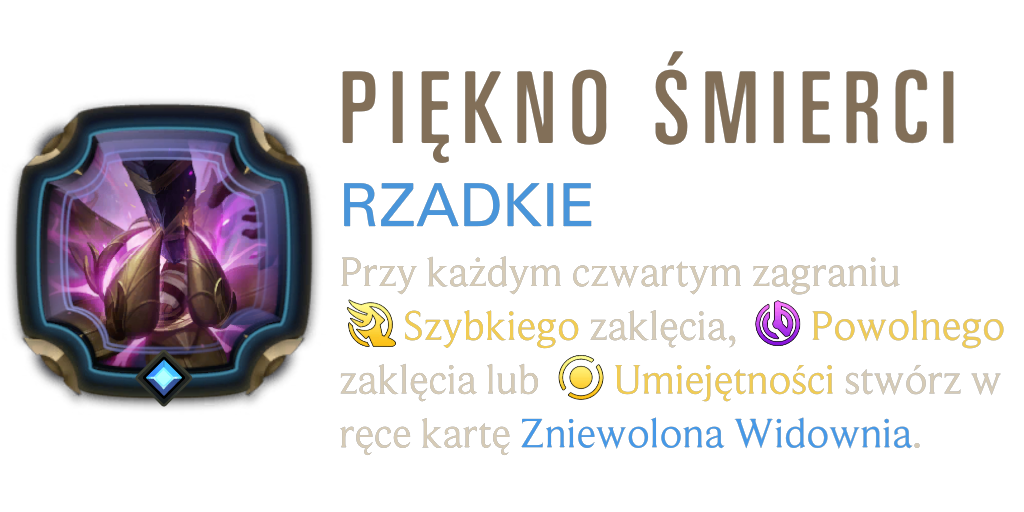 PIĘKNO ŚMIERCI
RZADKIE
Przy każdym czwartym zagraniu
Szybkiego zaklęcia, Powolnego
zaklęcia lub Umiejętności stwórz w
ręce kartę Zniewolona Widownia.